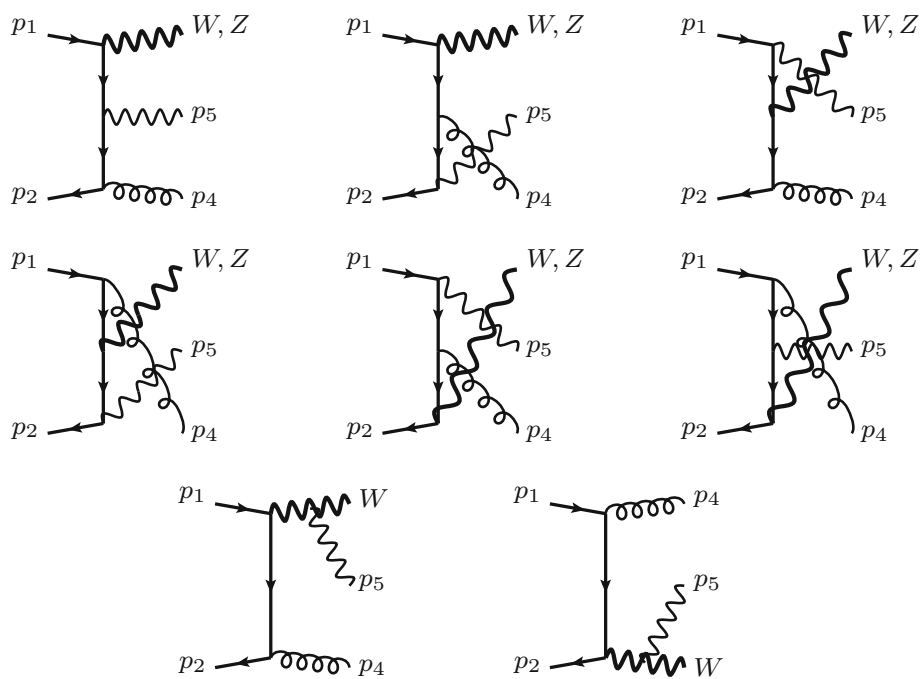 p1 W, Z p1 W, Z p1 W, Z
p5 p5 p5
p2 p4 p2 p4 p2 p4
p1 W, Z p1 W, Z p1 W, Z
p5 p5 p5
p2 p4 p2 p4 p2 p4
p1 W p1 p4
p5 p5
p2 p4 p2 W